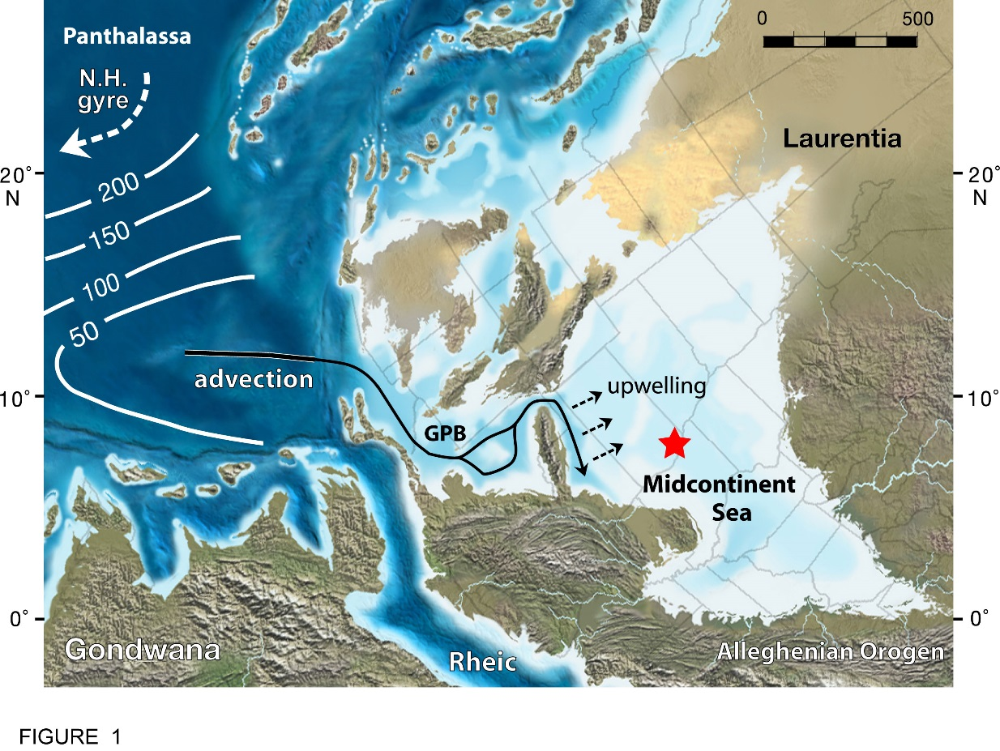 Panthalassa
0 500
N.H.
gyre
Laurentia
200
20°
N
20°
N
150
100
50
advection
upwelling
10°
10°
GPB
Midcontinent
Sea
0°
0°
Gondwana
Rheic
Alleghenian Orogen
FIGURE 1